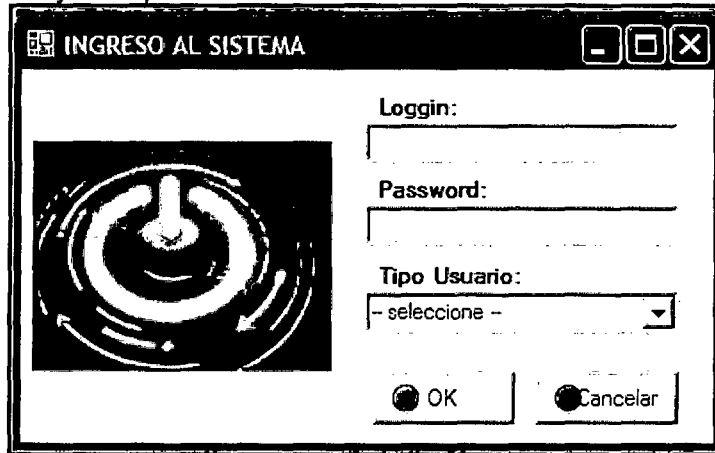 INGRESO AL SISTEMA
Loggin:
Password:
Tipo Usuario:
-- seleccione --
OK
Cancelar